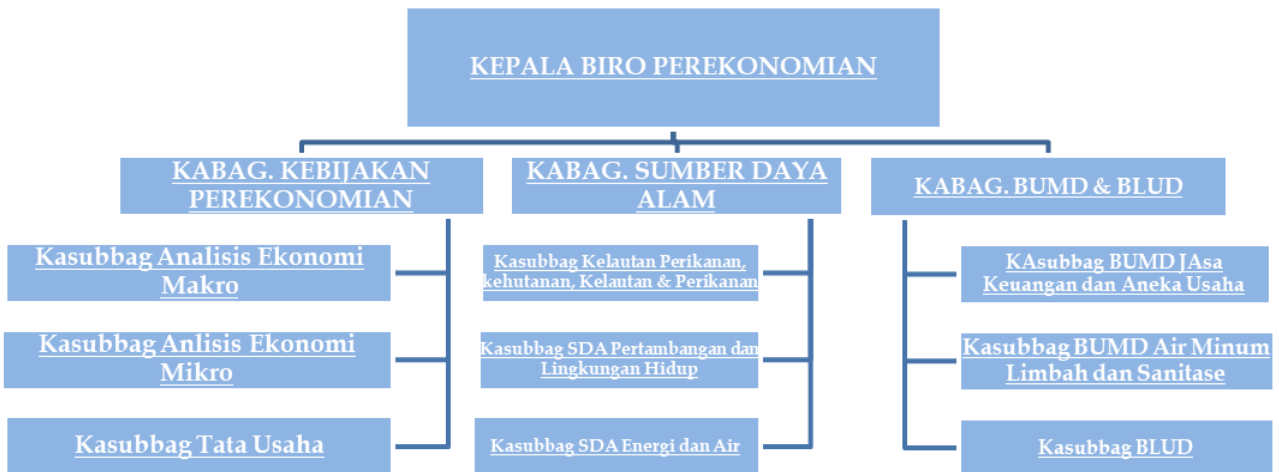 KEPALA BIRO PEREKONOMIAN
KABAG. KEBIJAKAN
PEREKONOMIAN
KABAG. SUMBER DAYA
ALAM
KABAG. BUMD & BLUD
Kasubbag Analisis Ekonomi
Makro
Kasubbag Anlisis Ekonomi
Mikro
Kasubbag Tata Usaha
Kasubbag Kelautan Perikanan,
kehutanan, Kelautan & Perikanan
Kasubbag SDA Pertambangan dan
Lingkungan Hidup
Kasubbag SDA Energi dan Air
KAsubbag BUMD JAsa
Keuangan dan Aneka Usaha
Kasubbag BUMD Air Minum
Limbah dan Sanitase
Kasubbag BLUD